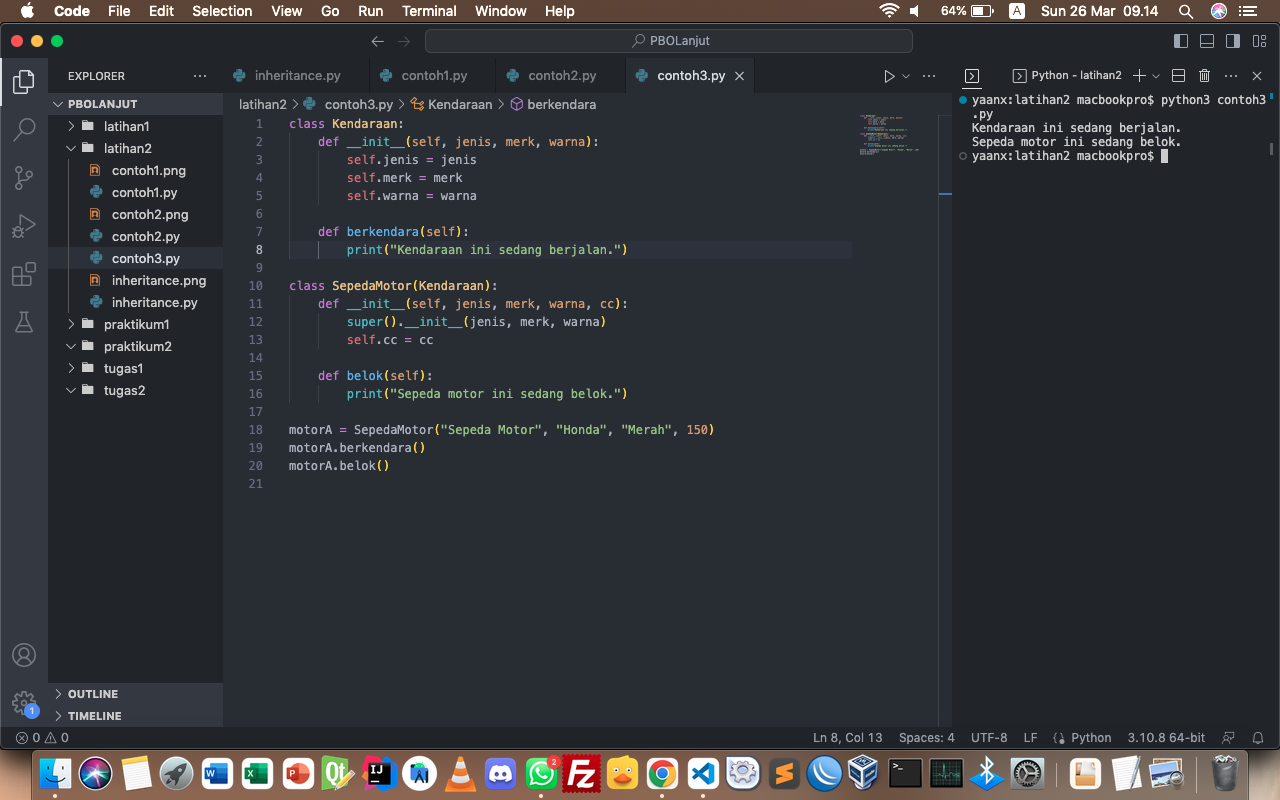 Code File Edit Selection View Go Run Terminal Window Help 64% A Sun 26 Mar 09.14
PBOLanjut
EXPLORER
inheritance.py contoh1.py contoh2.py contoh3.py
Python - latihan2
PBOLANJUT
latihan1
latihan2
contoh1.png
contoh1.py
contoh2.png
contoh2.py
contoh3.py
inheritance.png
inheritance.py
praktikum1
praktikum2
tugas1
tugas2
OUTLINE
TIMELINE
latihan2 > contoh3.py > Kendaraan > berkendara
1 class Kendaraan:
2 def __init__(self, jenis, merk, warna):
3 self.jenis = jenis
4 self.merk = merk
5 self.warna = warna
6
7 def berkendara(self):
8 print("Kendaraan ini sedang berjalan.")
9
10 class SepedaMotor(Kendaraan):
11 def __init__(self, jenis, merk, warna, cc):
12 super().__init__(jenis, merk, warna)
13 self.cc = cc
14
15 def belok(self):
16 print("Sepeda motor ini sedang belok.")
17
18 motorA = SepedaMotor("Sepeda Motor", "Honda", "Merah", 150)
19 motorA.berkendara()
20 motorA.belok()
21
yaanx:latihan2 macbookpro$ python3 contoh3
.py
Kendaraan ini sedang berjalan.
Sepeda motor ini sedang belok.
yaanx:latihan2 macbookpro$
1
0 0 Ln 8, Col 13 Spaces: 4 UTF-8 LF Python 3.10.8 64-bit
W X P Qt IJ 2 Fz S